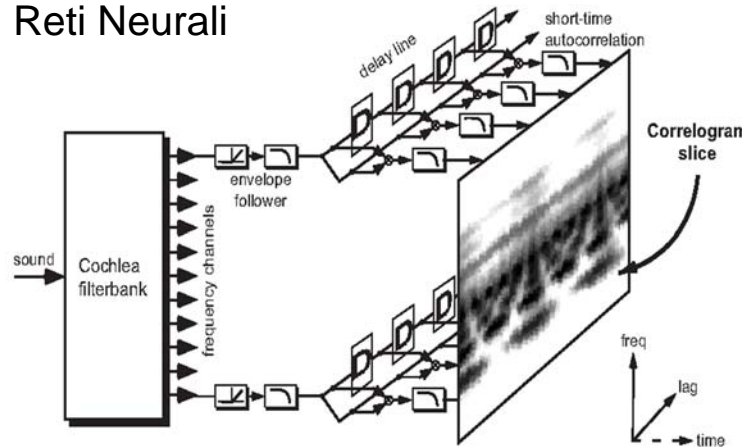 Reti Neurali
short-time
autocorrelation
delay line
D
D
D
D
Correlogram
slice
envelope
follower
frequency channels
sound
Cochlea
filterbank
D
D
D
freq
lag
time